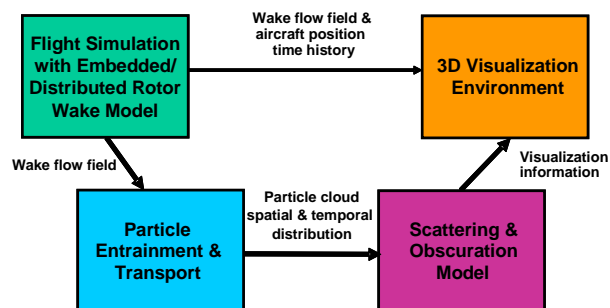 Flight Simulation
with Embedded/
Distributed Rotor
Wake Model
Wake flow field &
aircraft position
time history
3D Visualization
Environment
Wake flow field
Visualization
information
Particle
Entrainment &
Transport
Particle cloud
spatial & temporal
distribution
Scattering &
Obscuration
Model